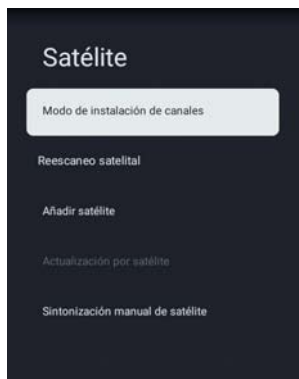 Satélite
Modo de instalación de canales
Reescaneo satelital
Añadir satélite
Actualización por satélite
Sintonización manual de satélite